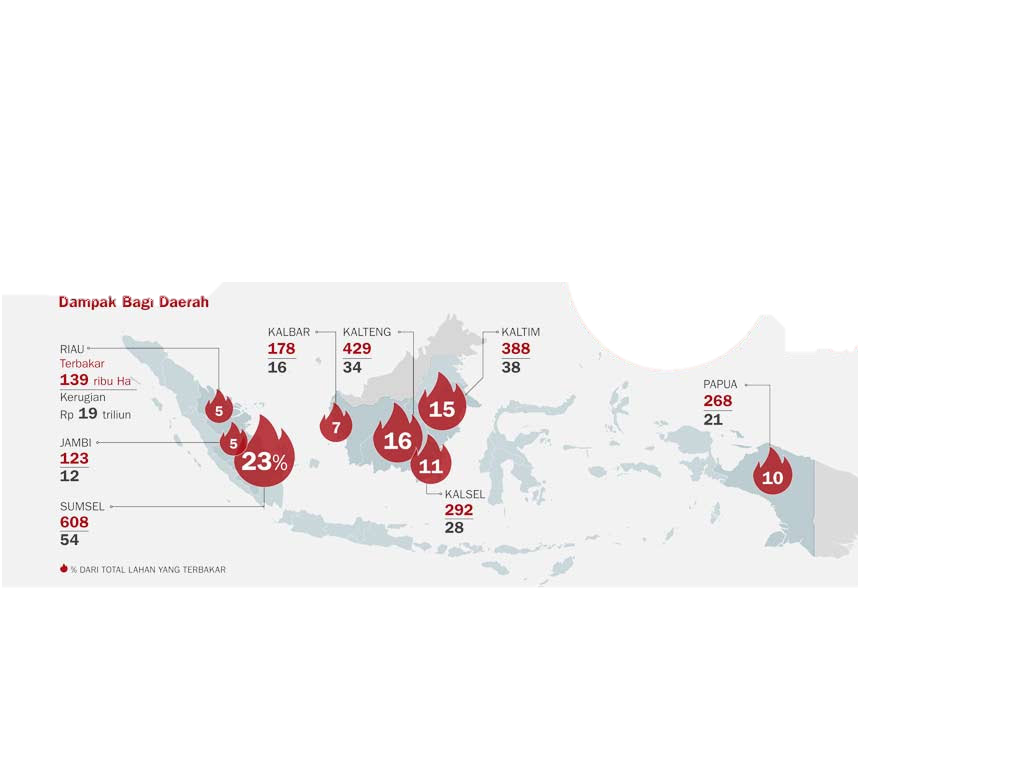 Dampak Bagi Daerah
RIAU
Terbakar
139 ribu Ha
Kerugian
Rp 19 triliun
JAMBI
123
12
SUMSEL
608
54
KALBAR
178
16
KALTENG
429
34
KALTIM
388
38
KALSEL
292
28
PAPUA
268
21
5
5
23%
7
16
15
11
10
% DARI TOTAL LAHAN YANG TERBAKAR